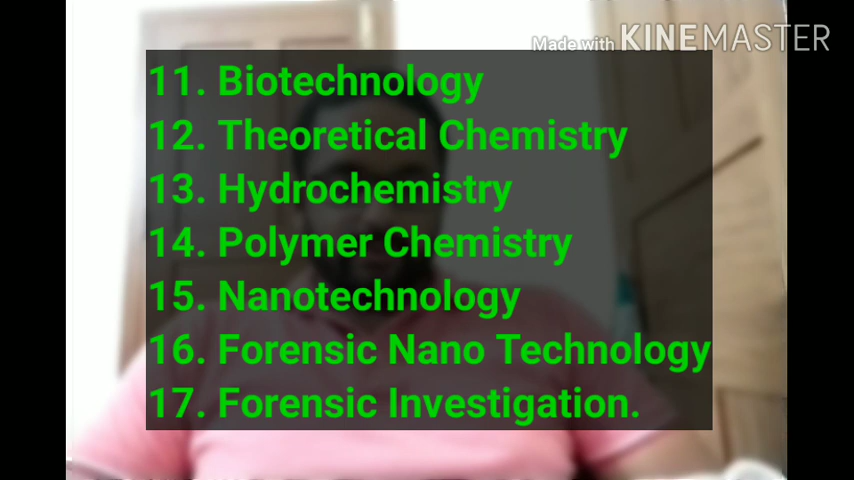 Made with KINEMASTER
11. Biotechnology
12. Theoretical Chemistry
13. Hydrochemistry
14. Polymer Chemistry
15. Nanotechnology
16. Forensic Nano Technology
17. Forensic Investigation.